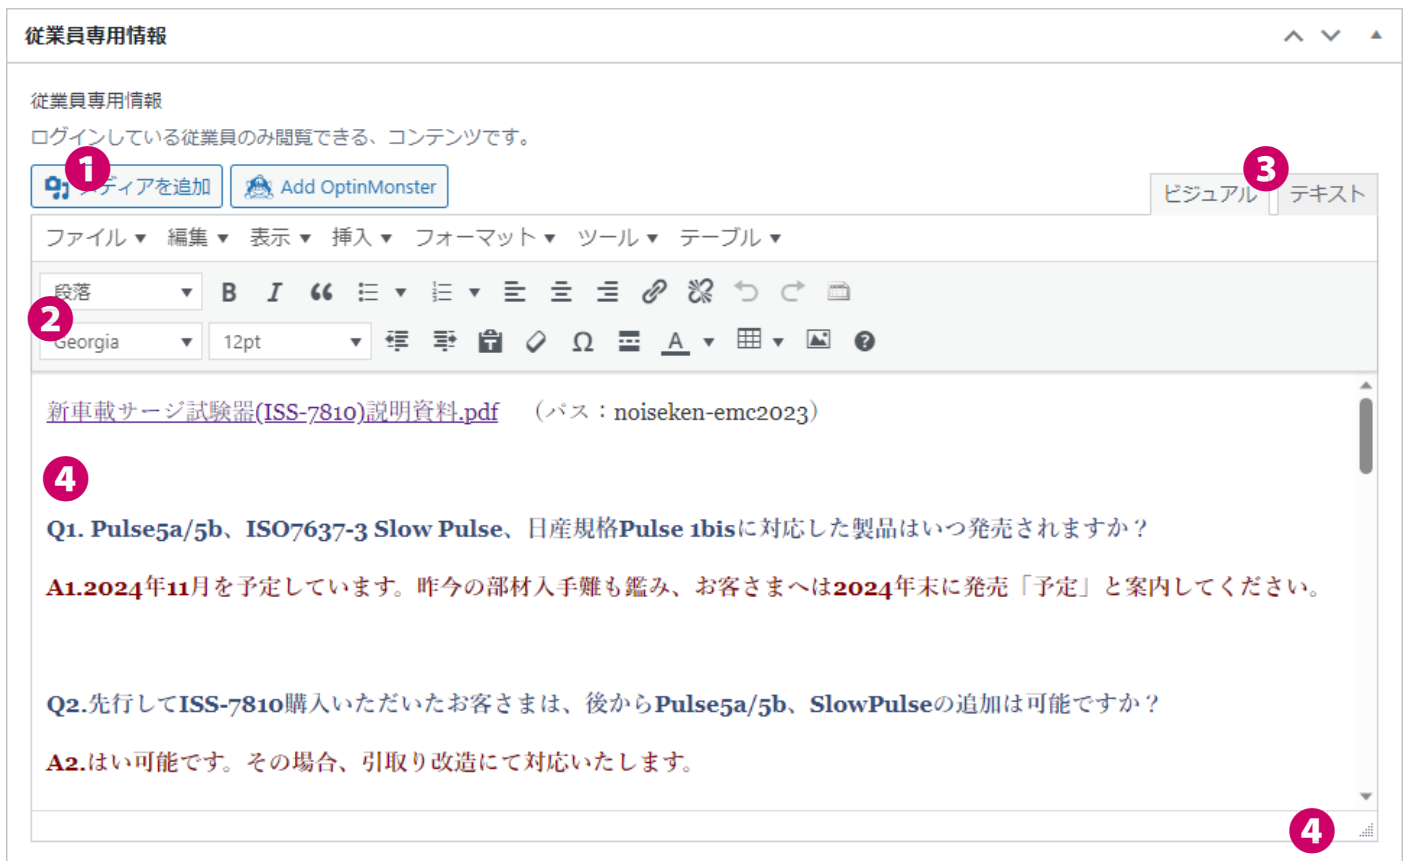 従業員専用情報
従業員専用情報
ログインしている従業員のみ閲覧できる、コンテンツです。
1
3
ディアを追加 Add OptinMonster
ビジュアル テキスト
ファイル 編集 表示 挿入 フォーマット ツール テーブル
段落 B I
2
Georgia 12pt Ω A
新車載サージ試験器(ISS-7810)説明資料.pdf （パス：noiseken-emc2023）
4
Q1. Pulse5a/5b、ISO7637-3 Slow Pulse、日産規格Pulse 1bisに対応した製品はいつ発売されますか？
A1.2024年11月を予定しています。昨今の部材入手難も鑑み、お客さまへは2024年末に発売「予定」と案内してください。
Q2.先行してISS-7810購入いただいたお客さまは、後からPulse5a/5b、SlowPulseの追加は可能ですか？
A2.はい可能です。その場合、引取り改造にて対応いたします。
4